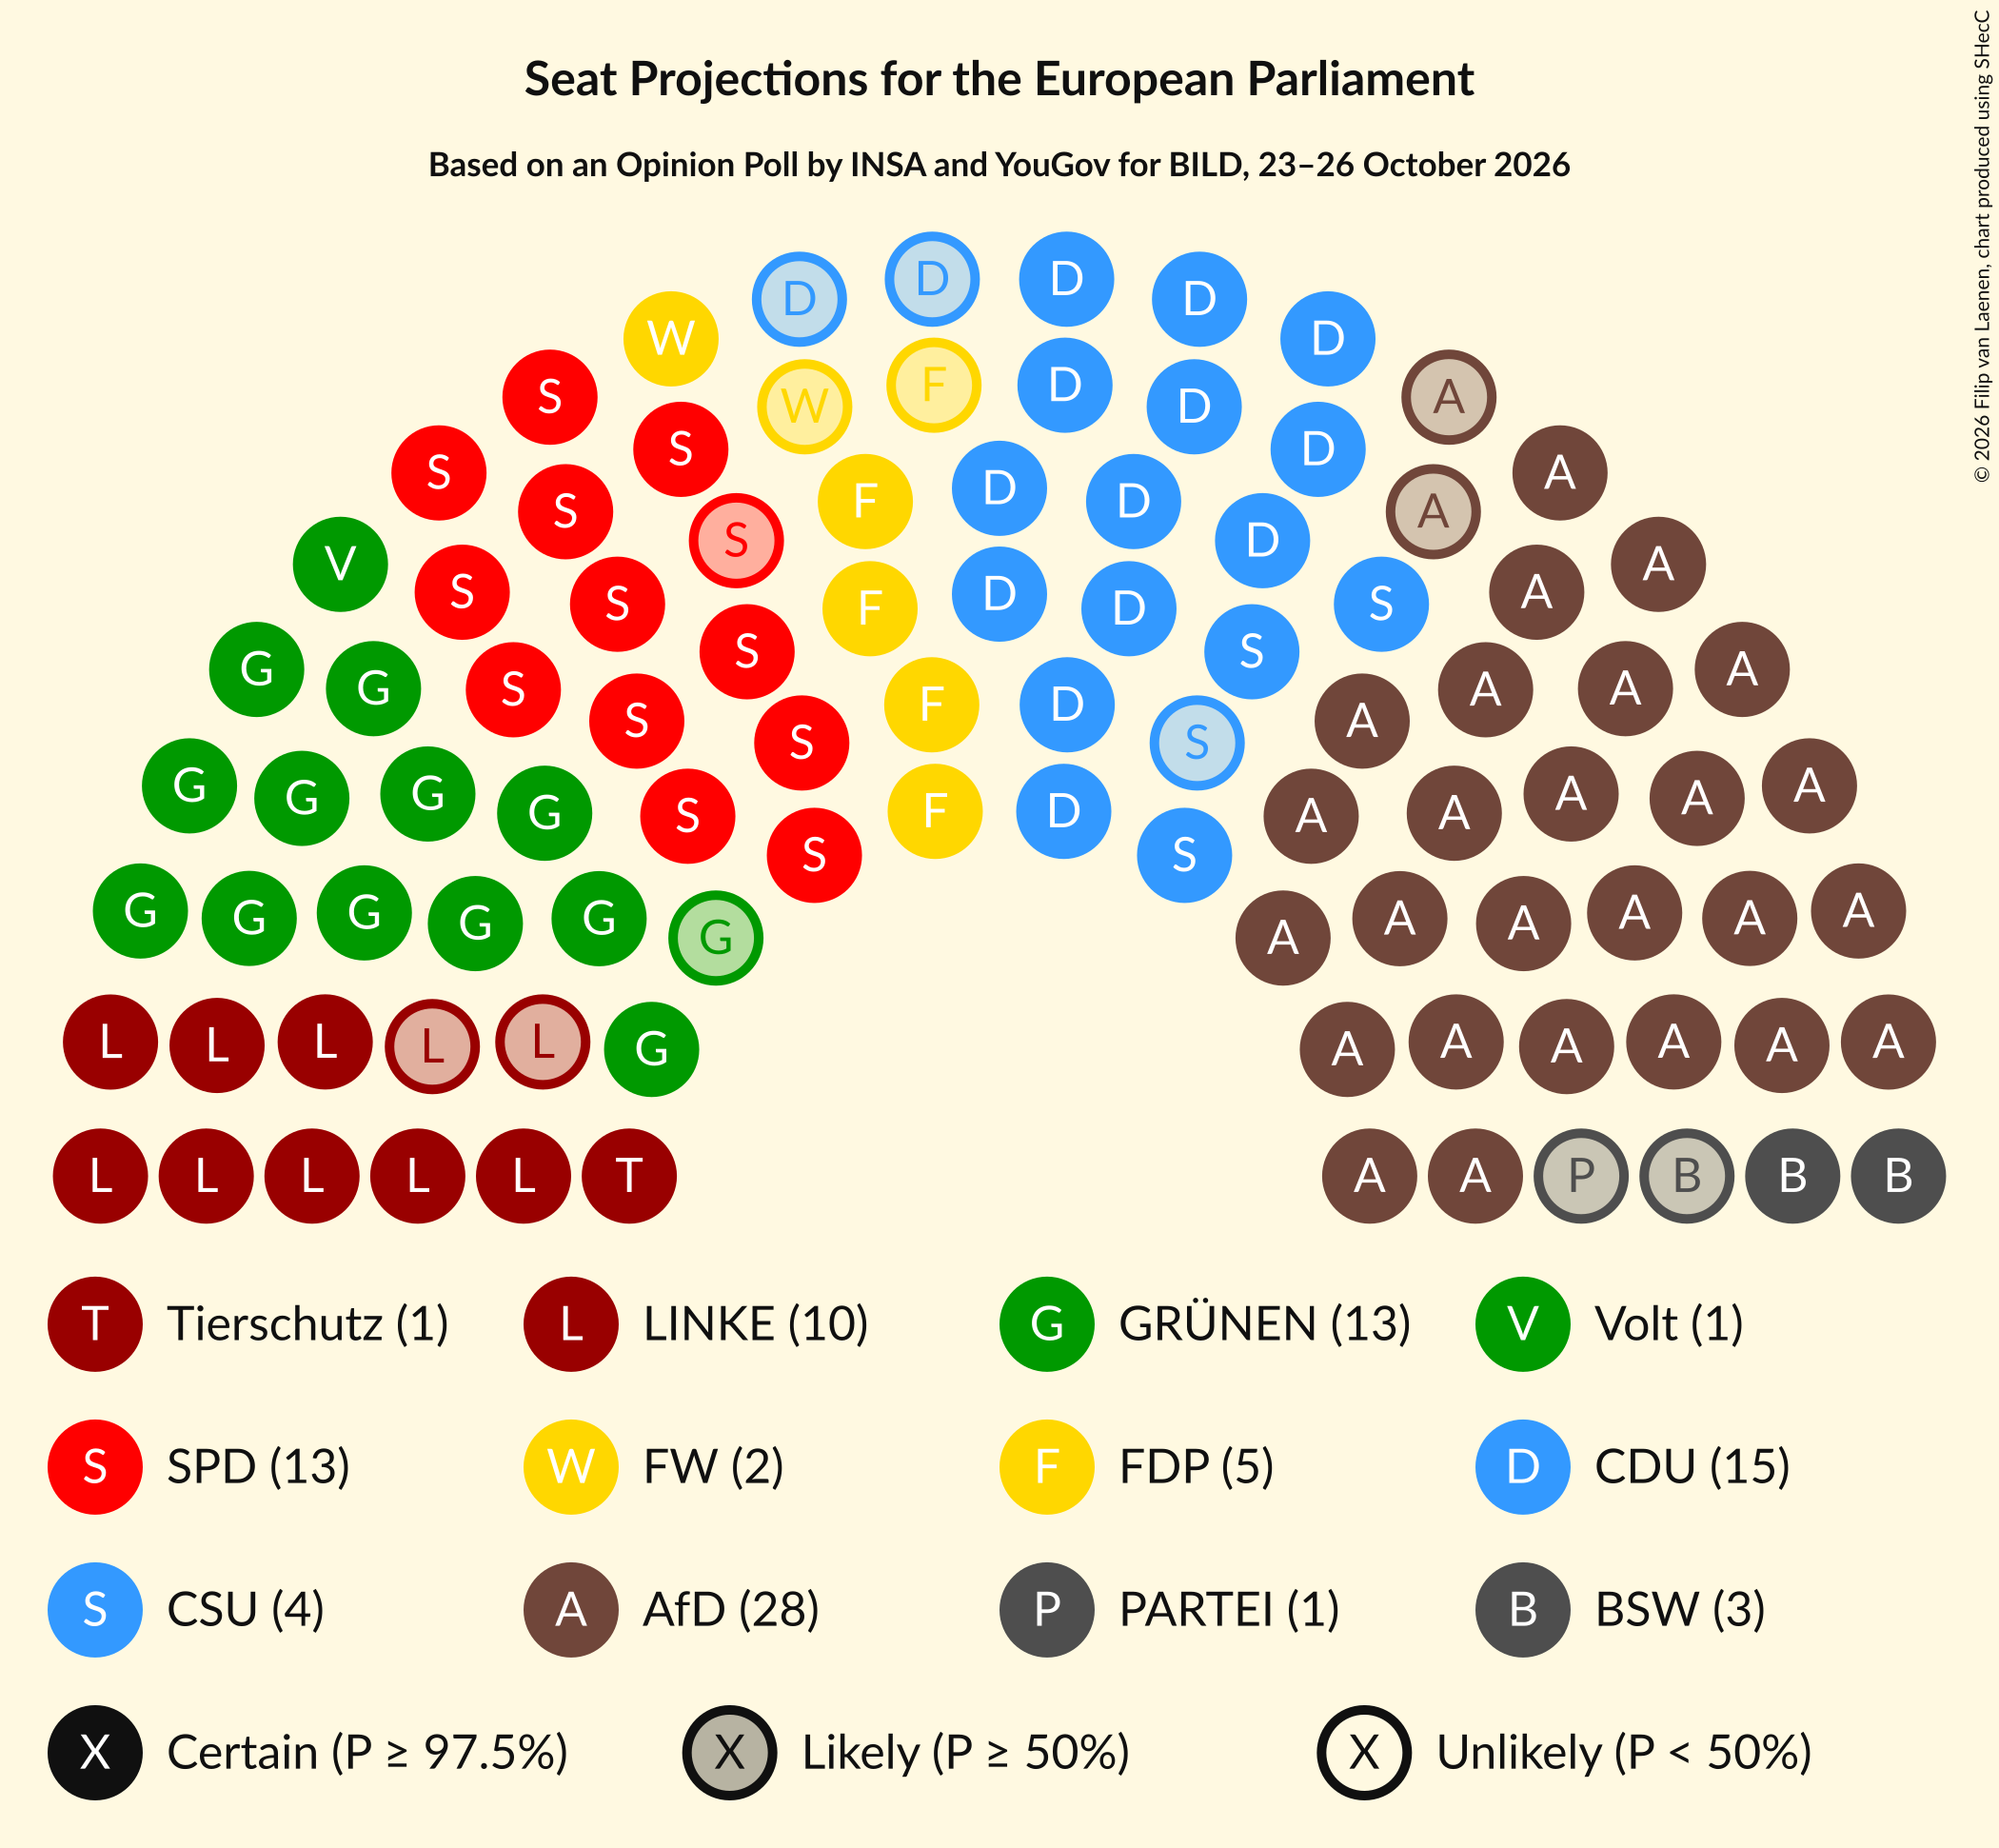 Seat Projections for the European Parliament
Based on an Opinion Poll by INSA and YouGov for BILD, 23–26 October 2026
© 2026 Filip van Laenen, chart produced using SHecC
D D D D D
W A
S W F D D D S A
S S D D D A
S S F D D A
V S S S F D D S A A
G G S S S F D S A A A A
G G G G S S F D S A A A A A
G G G G G G A A A A A A
L L L L L G A A A A A A
L L L L L T A A P B B B
T Tierschutz (1) L LINKE (10) G GRÜNEN (13) V Volt (1)
S SPD (13) W FW (2) F FDP (5) D CDU (15)
S CSU (4) A AfD (28) P PARTEI (1) B BSW (3)
X Certain (P ≥ 97.5%) X Likely (P ≥ 50%) X Unlikely (P < 50%)